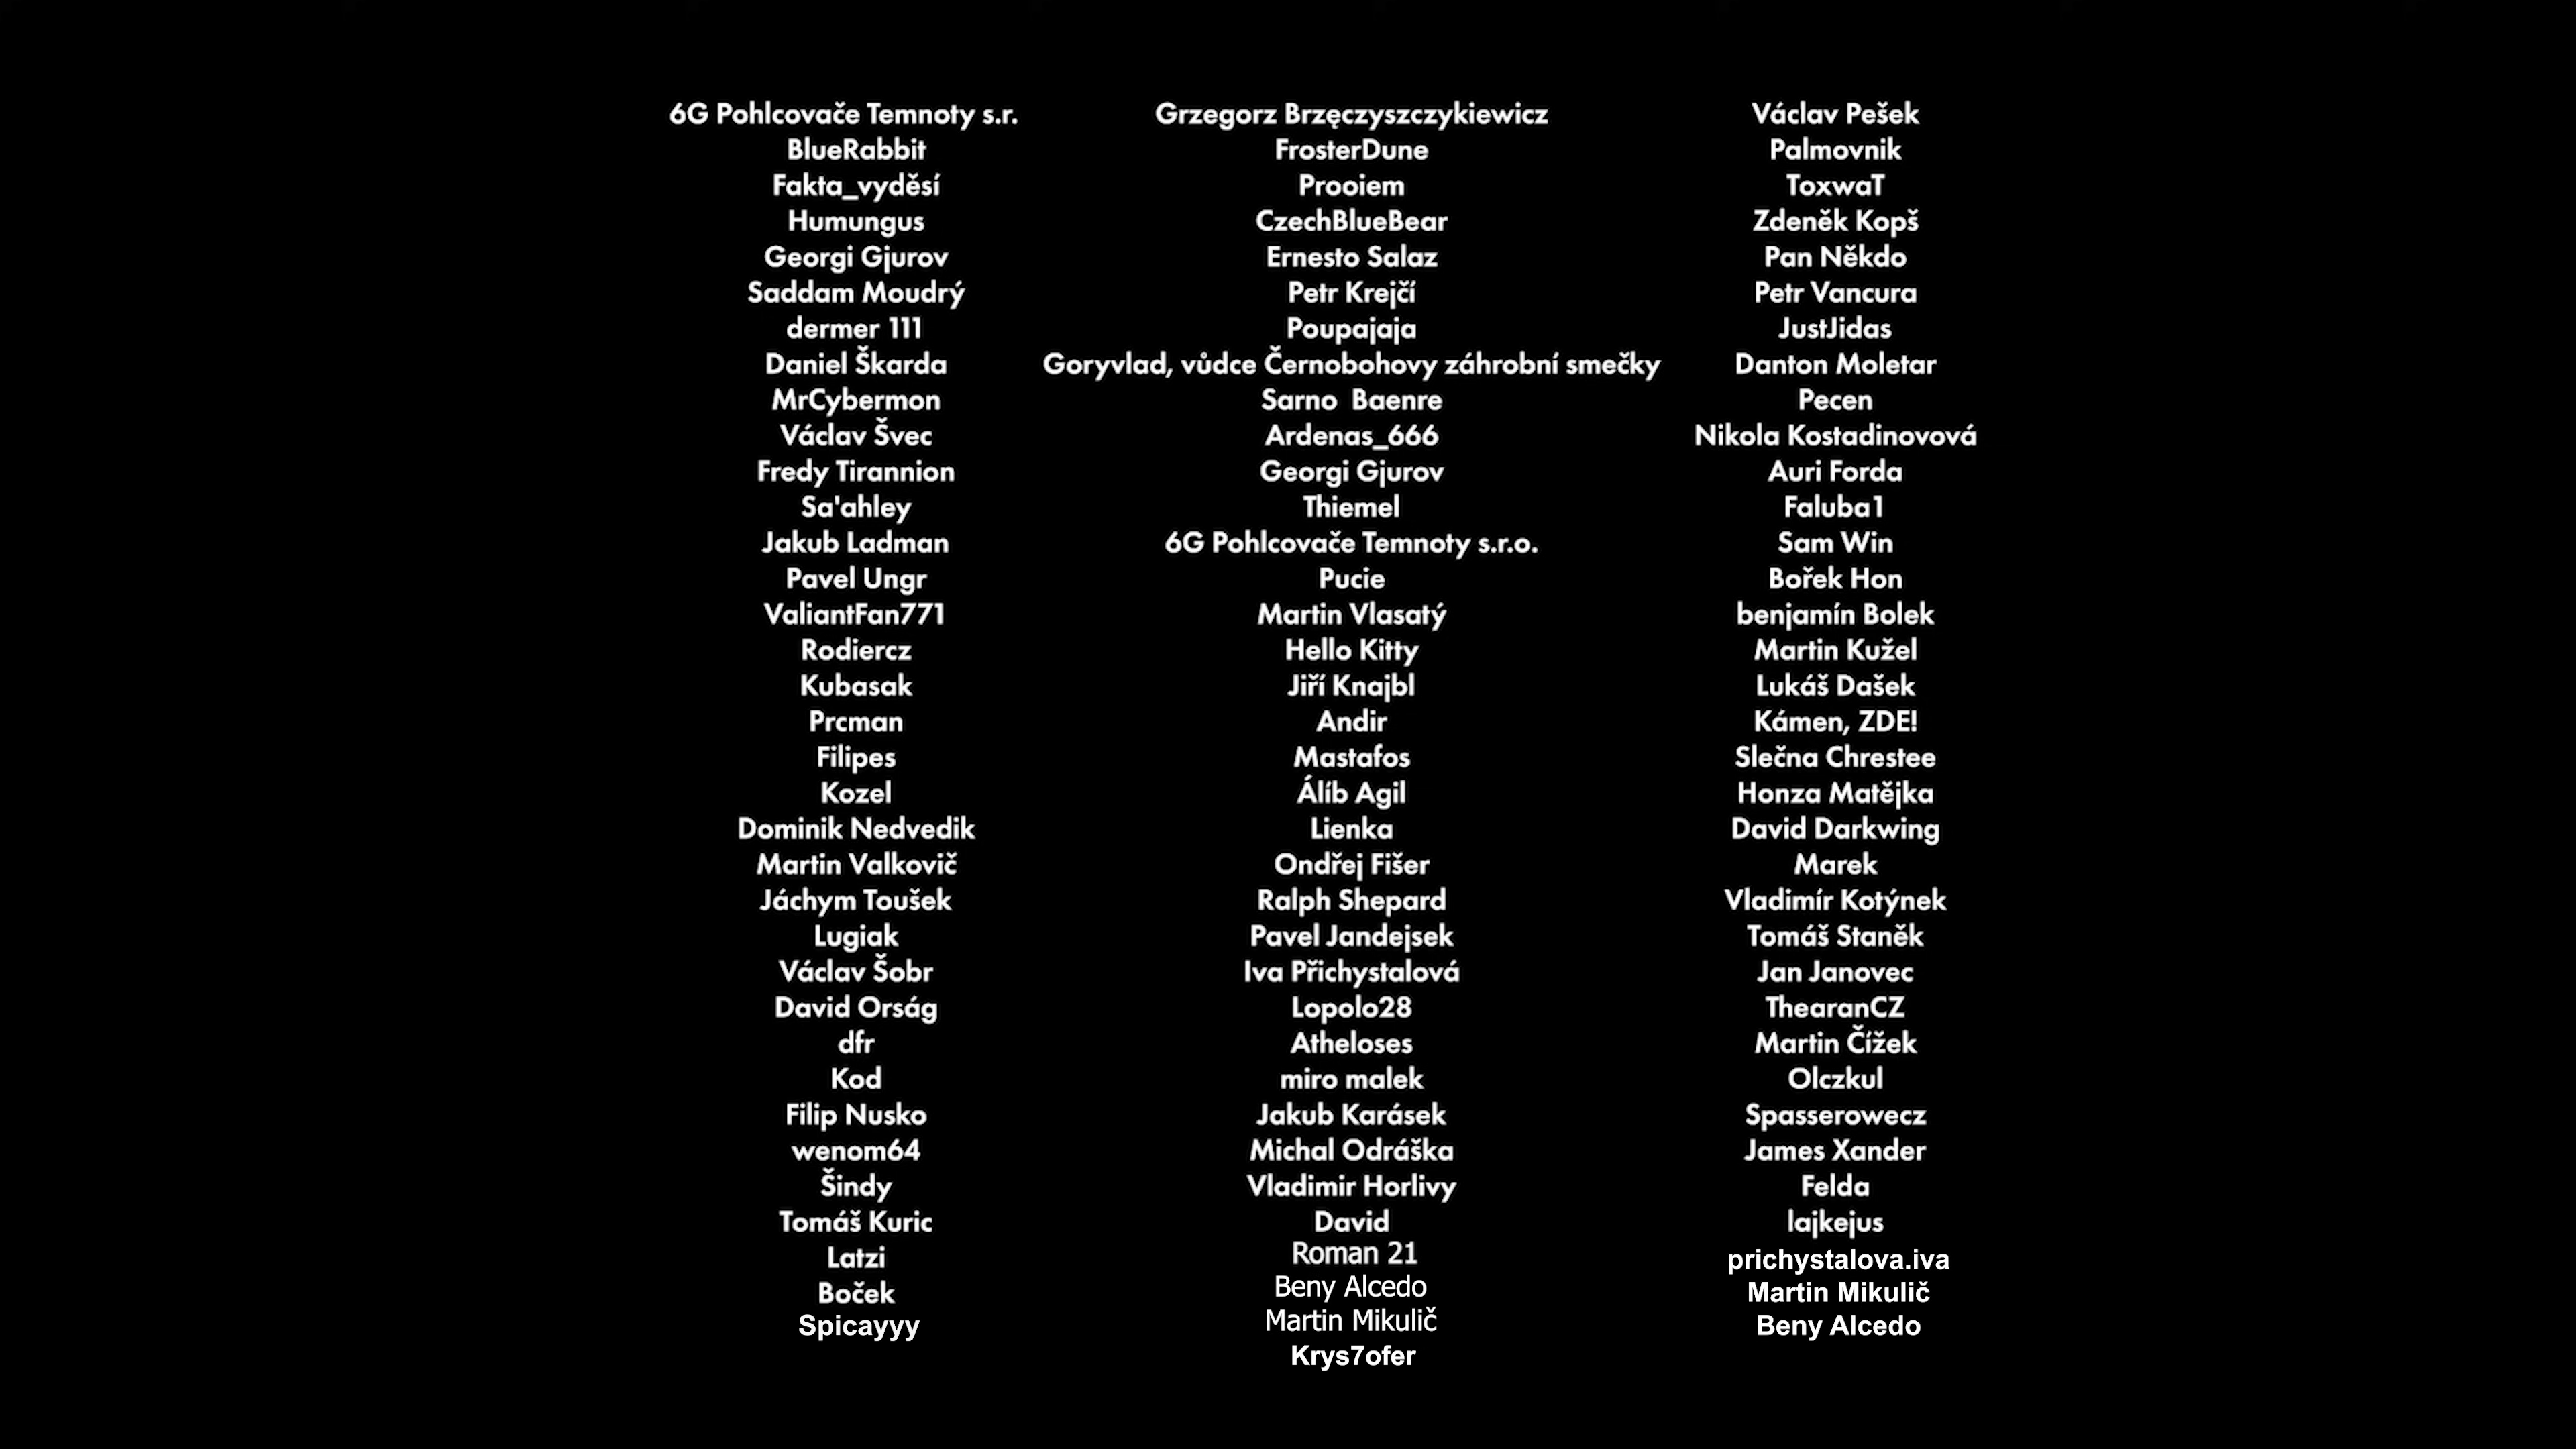 6G Pohlcovače Temnoty s.r.
BlueRabbit
Fakta_vyděsí
Humungus
Georgi Gjurov
Saddam Moudrý
dermer 111
Daniel Škarda
MrCybermon
Václav Švec
Fredy Tirannion
Sa'ahley
Jakub Ladman
Pavel Ungr
ValiantFan771
Rodiercz
Kubasak
Prcman
Filipes
Kozel
Dominik Nedvedik
Martin Valkovič
Jáchym Toušek
Lugiak
Václav Šobr
David Orság
dfr
Kod
Filip Nusko
wenom64
Šindy
Tomáš Kuric
Latzi
Boček
Spicayyy
Grzegorz Brzęczyszczykiewicz
FrosterDune
Prooiem
CzechBlueBear
Ernesto Salaz
Petr Krejčí
Poupajaja
Goryvlad, vůdce Černobohovy záhrobní smečky
Sarno  Baenre
Ardenas_666
Georgi Gjurov
Thiemel
6G Pohlcovače Temnoty s.r.o.
Pucie
Martin Vlasatý
Hello Kitty
Jiří Knajbl
Andir
Mastafos
Álíb Agil
Lienka
Ondřej Fišer
Ralph Shepard
Pavel Jandejsek
Iva Přichystalová
Lopolo28
Atheloses
miro malek
Jakub Karásek
Michal Odráška
Vladimir Horlivy
David
Roman 21
Beny Alcedo
Martin Mikulič
Krys7ofer
Václav Pešek
Palmovnik
ToxwaT
Zdeněk Kopš
Pan Někdo
Petr Vancura
JustJidas
Danton Moletar
Pecen
Nikola Kostadinovová
Auri Forda
Faluba1
Sam Win
Bořek Hon
benjamín Bolek
Martin Kužel
Lukáš Dašek
Kámen, ZDE!
Slečna Chrestee
Honza Matějka
David Darkwing
Marek
Vladimír Kotýnek
Tomáš Staněk
Jan Janovec
ThearanCZ
Martin Čížek
Olczkul
Spasserowecz
James Xander
Felda
lajkejus
prichystalova.iva
Martin Mikulič
Beny Alcedo